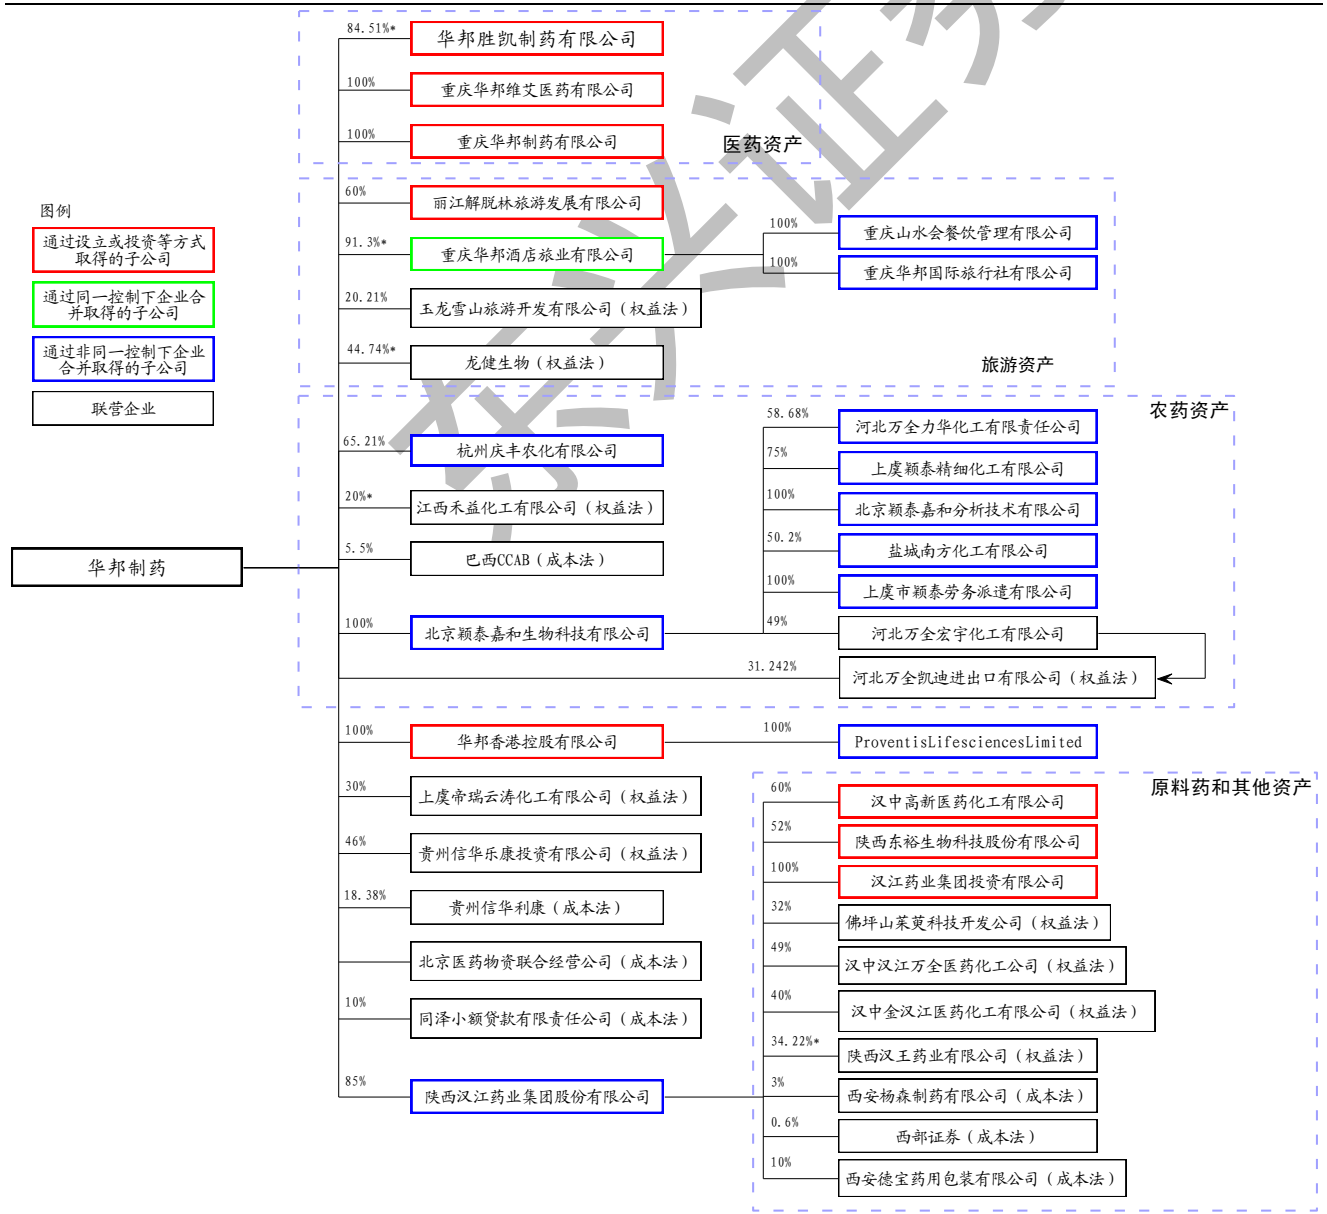 84.51%*
华邦胜凯制药有限公司
100%
重庆华邦维艾医药有限公司
100%
重庆华邦制药有限公司
医药资产
60%
丽江解脱林旅游发展有限公司
图例
通过设立或投资等方式
取得的子公司
通过同一控制下企业合
并取得的子公司
通过非同一控制下企业
合并取得的子公司
联营企业
91.3%*
重庆华邦酒店旅业有限公司
100%
重庆山水会餐饮管理有限公司
100%
重庆华邦国际旅行社有限公司
20.21%
玉龙雪山旅游开发有限公司（权益法）
44.74%*
龙健生物（权益法）
旅游资产
农药资产
65.21%
杭州庆丰农化有限公司
20%*
江西禾益化工有限公司（权益法）
5.5%
巴西CCAB（成本法）
华邦制药
100%
北京颖泰嘉和生物科技有限公司
58.68%
河北万全力华化工有限责任公司
75%
上虞颖泰精细化工有限公司
100%
北京颖泰嘉和分析技术有限公司
50.2%
盐城南方化工有限公司
100%
上虞市颖泰劳务派遣有限公司
49%
河北万全宏宇化工有限公司
31.242%
河北万全凯迪进出口有限公司（权益法）
100%
华邦香港控股有限公司
100%
ProventisLifesciencesLimited
30%
上虞帝瑞云涛化工有限公司（权益法）
46%
贵州信华乐康投资有限公司（权益法）
18.38%
贵州信华利康（成本法）
北京医药物资联合经营公司（成本法）
10%
同泽小额贷款有限责任公司（成本法）
85%
陕西汉江药业集团股份有限公司
原料药和其他资产
60%
汉中高新医药化工有限公司
52%
陕西东裕生物科技股份有限公司
100%
汉江药业集团投资有限公司
32%
佛坪山茱萸科技开发公司（权益法）
49%
汉中汉江万全医药化工公司（权益法）
40%
汉中金汉江医药化工有限公司（权益法）
34.22%*
陕西汉王药业有限公司（权益法）
3%
西安杨森制药有限公司（成本法）
0.6%
西部证券（成本法）
10%
西安德宝药用包装有限公司（成本法）
东兴证券